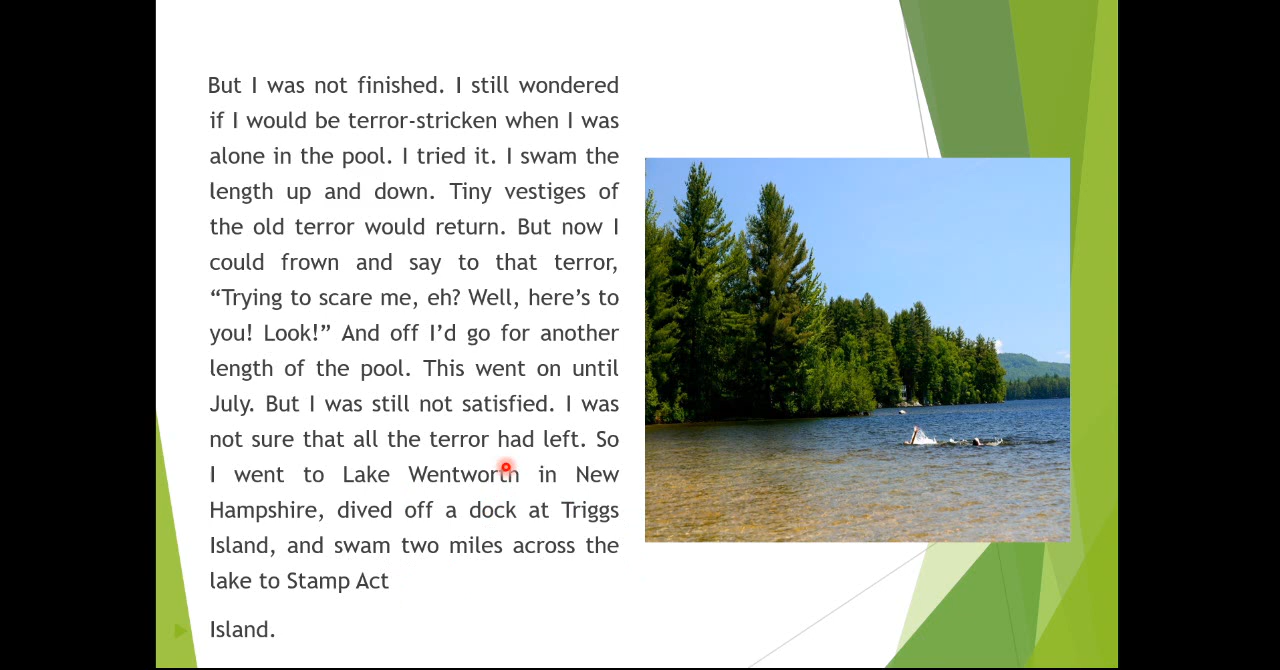 But I was not finished. I still wondered
if I would be terror-stricken when I was
alone in the pool. I tried it. I swam the
length up and down. Tiny vestiges of
the old terror would return. But now I
could frown and say to that terror,
“Trying to scare me, eh? Well, here’s to
you! Look!” And off I’d go for another
length of the pool. This went on until
July. But I was still not satisfied. I was
not sure that all the terror had left. So
I went to Lake Wentworth in New
Hampshire, dived off a dock at Triggs
Island, and swam two miles across the
lake to Stamp Act
Island.